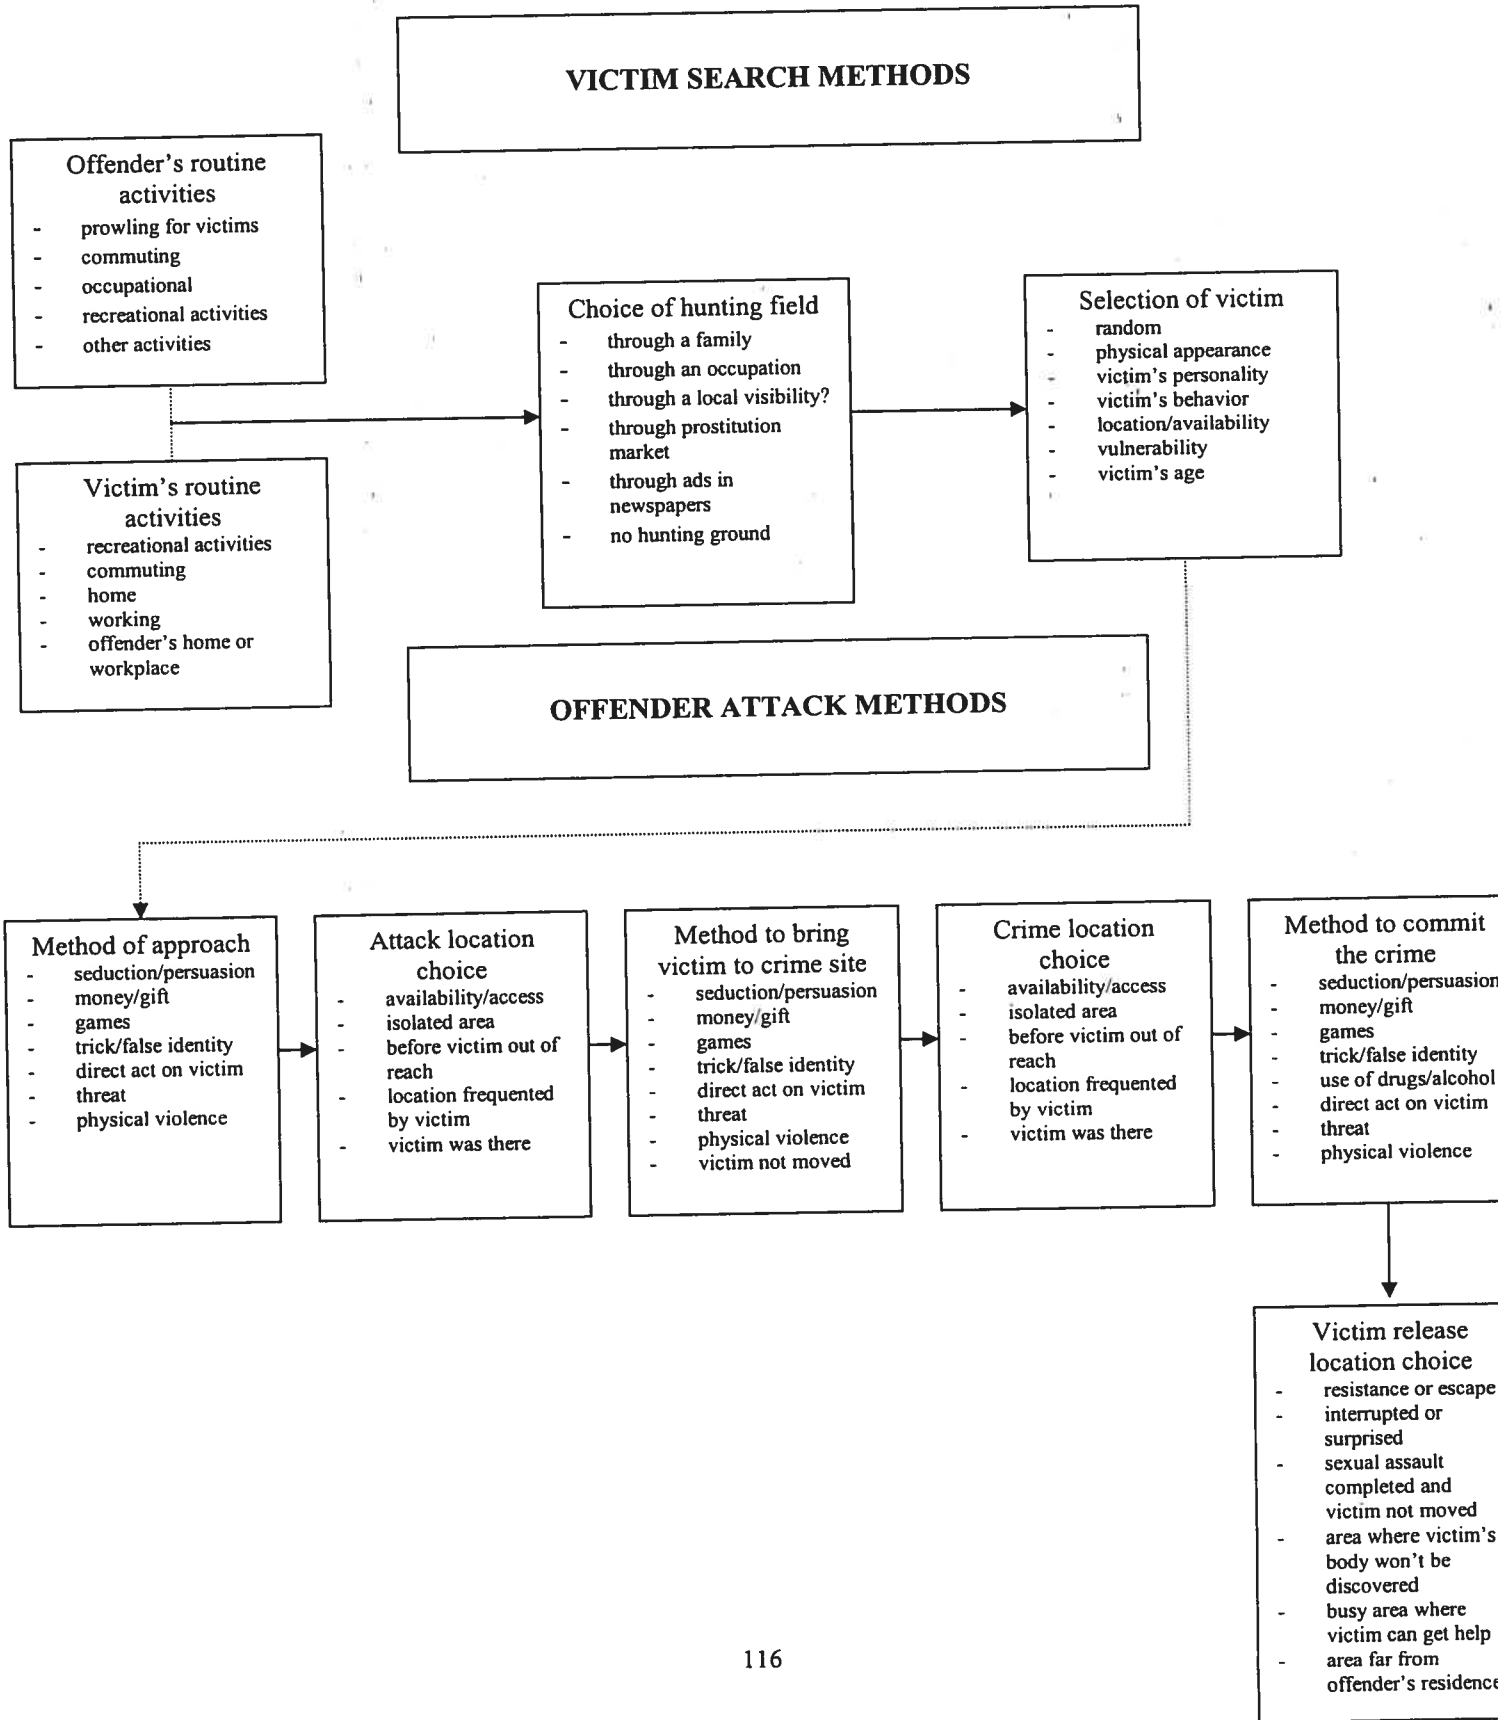 VICTIM SEARCH METHODS
Offender's routine
activities
- prowling for victims
- commuting
- occupational
- recreational activities
- other activities
Victim's routine
activities
- recreational activities
- commuting
- home
- working
- offender's home or
workplace
Choice of hunting field
- through a family
- through an occupation
- through a local visibility?
- through prostitution
market
- through ads in
newspapers
- no hunting ground
Selection of victim
- random
- physical appearance
- victim's personality
- victim's behavior
- location/availability
- vulnerability
- victim's age
OFFENDER ATTACK METHODS
Method of approach
- seduction/persuasion
- money/gift
- games
- trick/false identity
- direct act on victim
- threat
- physical violence
Attack location
choice
- availability/access
- isolated area
- before victim out of
reach
- location frequented
by victim
- victim was there
Method to bring
victim to crime site
- seduction/persuasion
- money/gift
- games
- trick/false identity
- direct act on victim
- threat
- physical violence
- victim not moved
Crime location
choice
- availability/access
- isolated area
- before victim out of
reach
- location frequented
by victim
- victim was there
Method to commit
the crime
- seduction/persuasion
- money/gift
- games
- trick/false identity
- use of drugs/alcohol
- direct act on victim
- threat
- physical violence
Victim release
location choice
- resistance or escape
- interrupted or
surprised
- sexual assault
completed and
victim not moved
- area where victim's
body won't be
discovered
- busy area where
victim can get help
- area far from
offender's residence
116